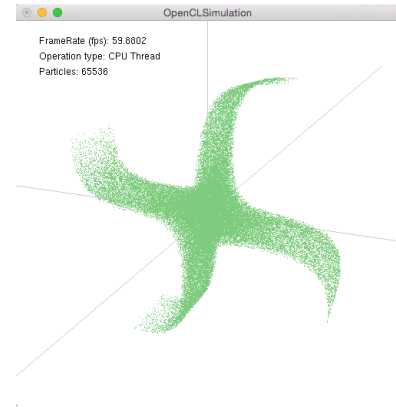 OpenCLSimulation
FrameRate (fps): 59.8802
Operation type: CPU Thread
Particles: 65536